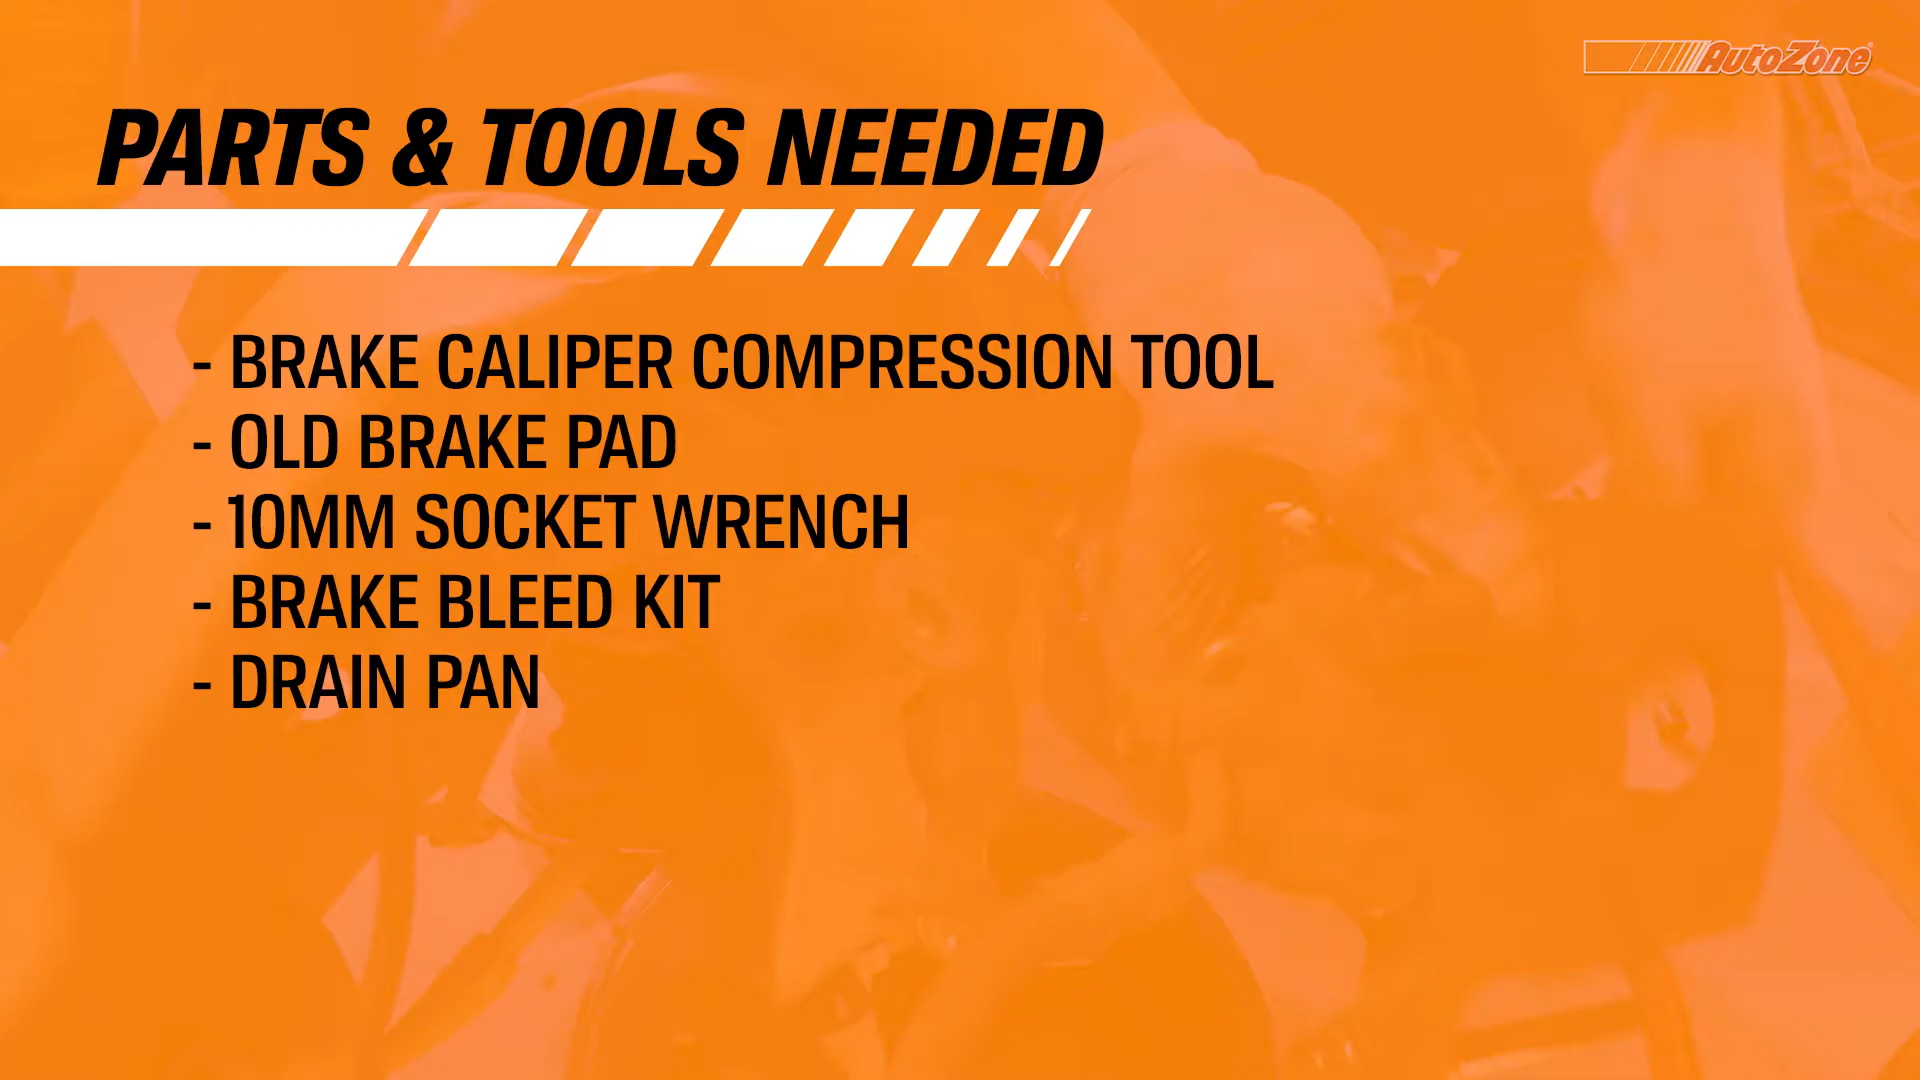 AutoZone
PARTS & TOOLS NEEDED
- BRAKE CALIPER COMPRESSION TOOL
- OLD BRAKE PAD
- 10MM SOCKET WRENCH
- BRAKE BLEED KIT
- DRAIN PAN